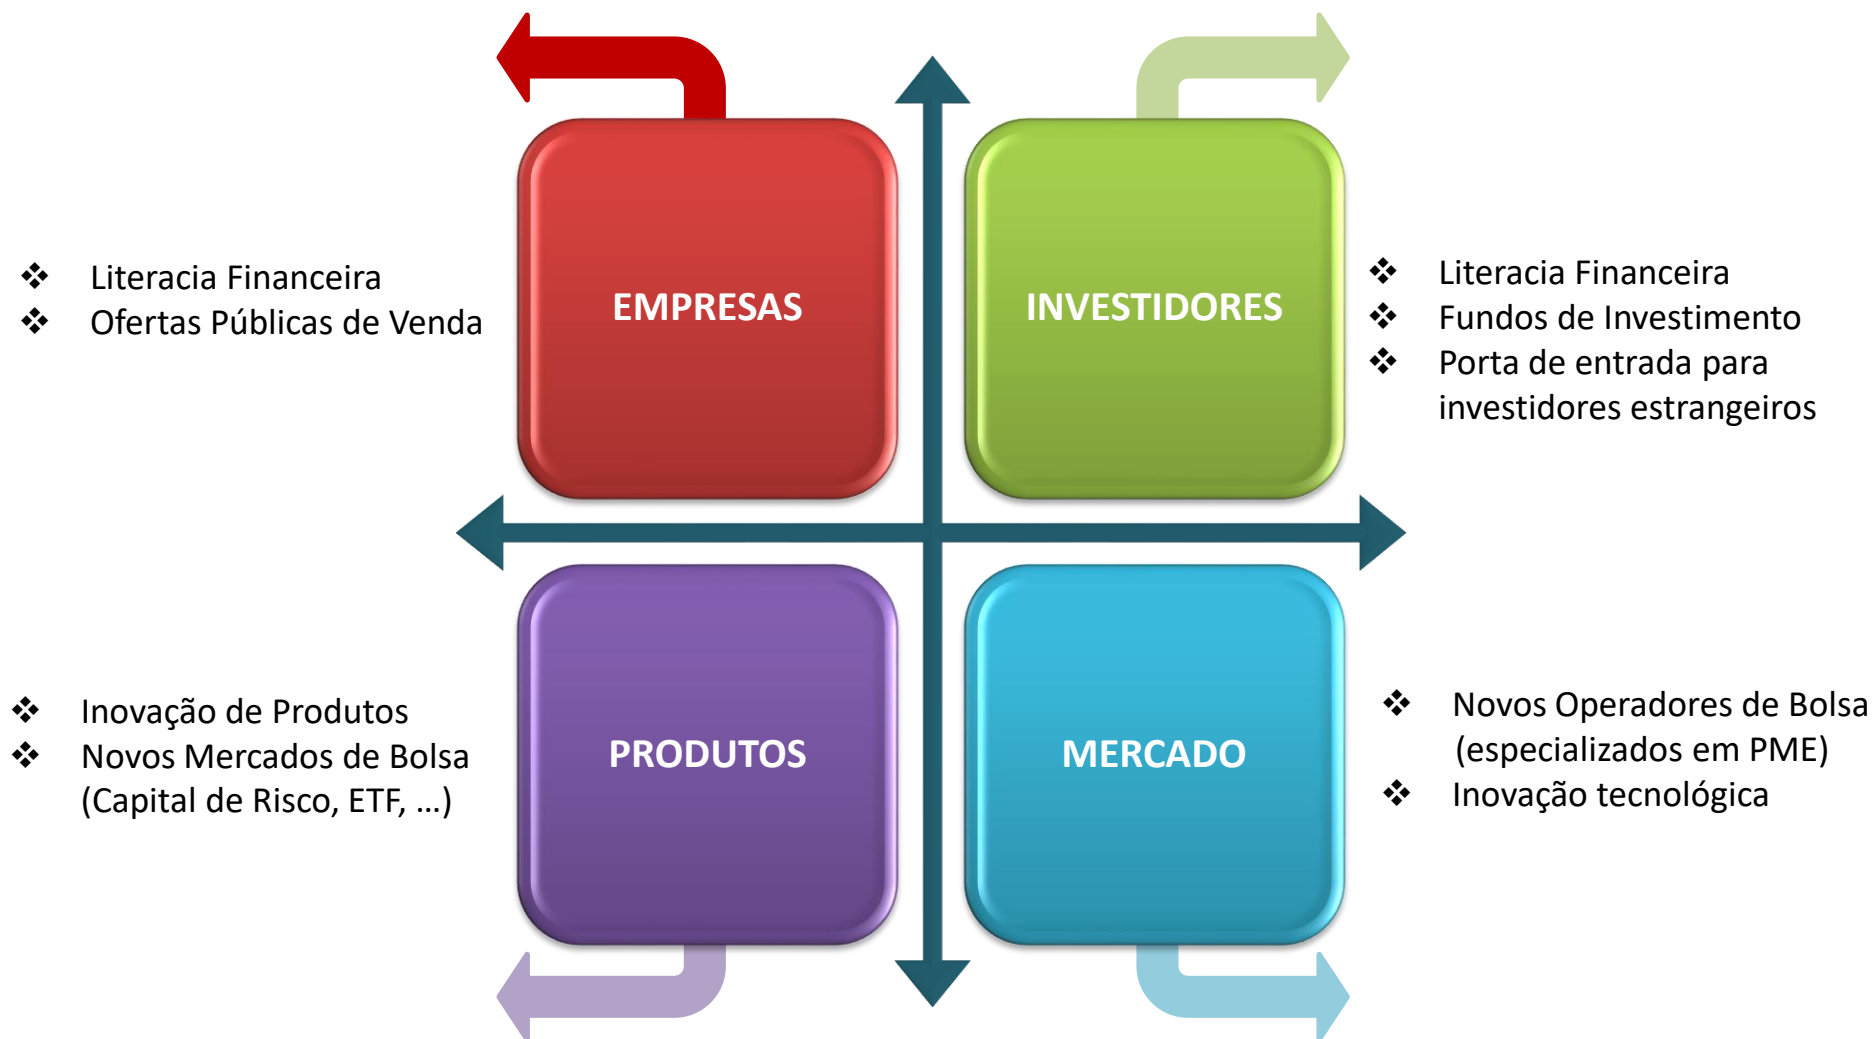 EMPRESAS
❖ Literacia Financeira
❖ Ofertas Públicas de Venda
INVESTIDORES
❖ Literacia Financeira
❖ Fundos de Investimento
❖ Porta de entrada para
investidores estrangeiros
PRODUTOS
❖ Inovação de Produtos
❖ Novos Mercados de Bolsa
(Capital de Risco, ETF, …)
MERCADO
❖ Novos Operadores de Bolsa
(especializados em PME)
❖ Inovação tecnológica